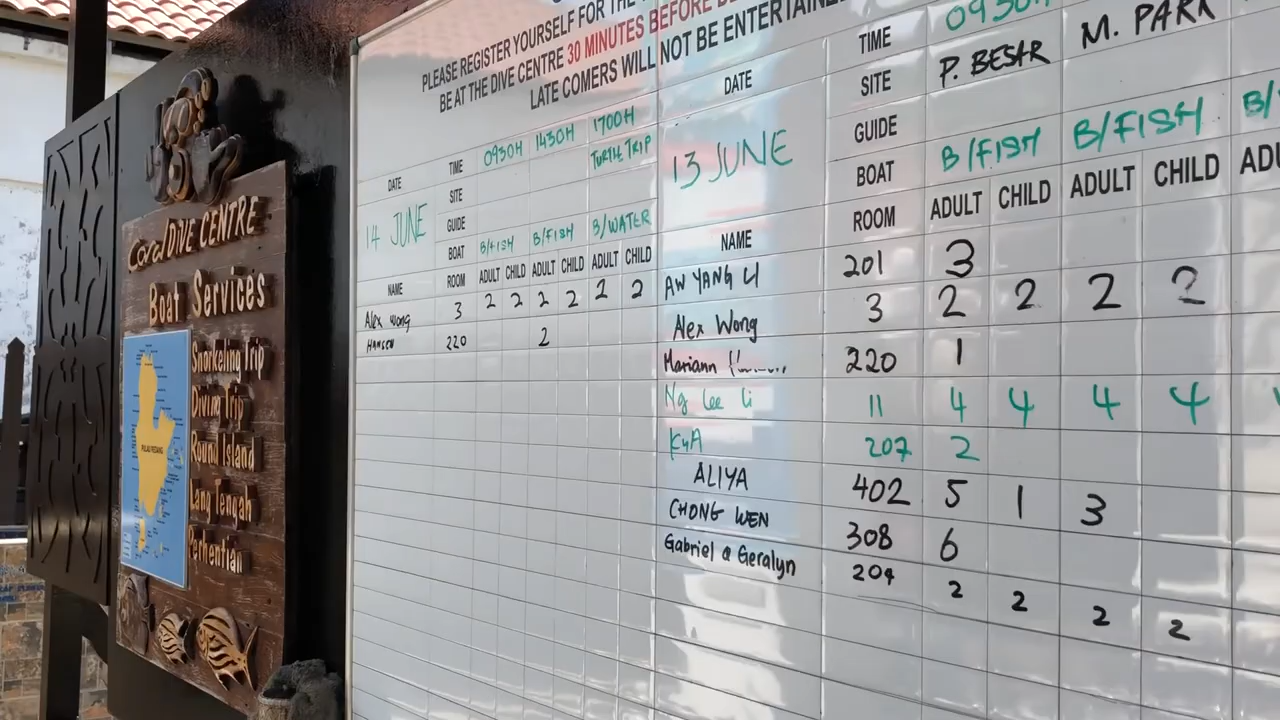 Coral DIVE CENTRE
Boat Services
Snorkeling Trip
Diving Trip
Round Island
Lang Tengah
Perhentian
PULAU REDANG
PLEASE REGISTER YOURSELF FOR THE
BE AT THE DIVE CENTRE 30 MINUTES BEFORE
LATE COMERS WILL NOT BE ENTERTAINED
DATE TIME 0930H 1430H 1700H
SITE TURTLE TRIP
14 JUNE GUIDE
BOAT B/FISH B/FISH B/WATER
NAME ROOM ADULT CHILD ADULT CHILD ADULT CHILD
Alex Wong 3 2 2 2 2 2 2
Hansen 220 2
DATE TIME 0930H
SITE P. BESAR M. PARK
13 JUNE GUIDE
BOAT B/FISH B/FISH B/
NAME ROOM ADULT CHILD ADULT CHILD
AW YANG LI 201 3
Alex Wong 3 2 2 2 2
Mariann 220 1
Ng Lee Li 11 4 4 4 4
207 2
ALIYA 402 5 1 3
CHONG WEN 308 6
Gabriel & Geralyn 204 2 2 2 2